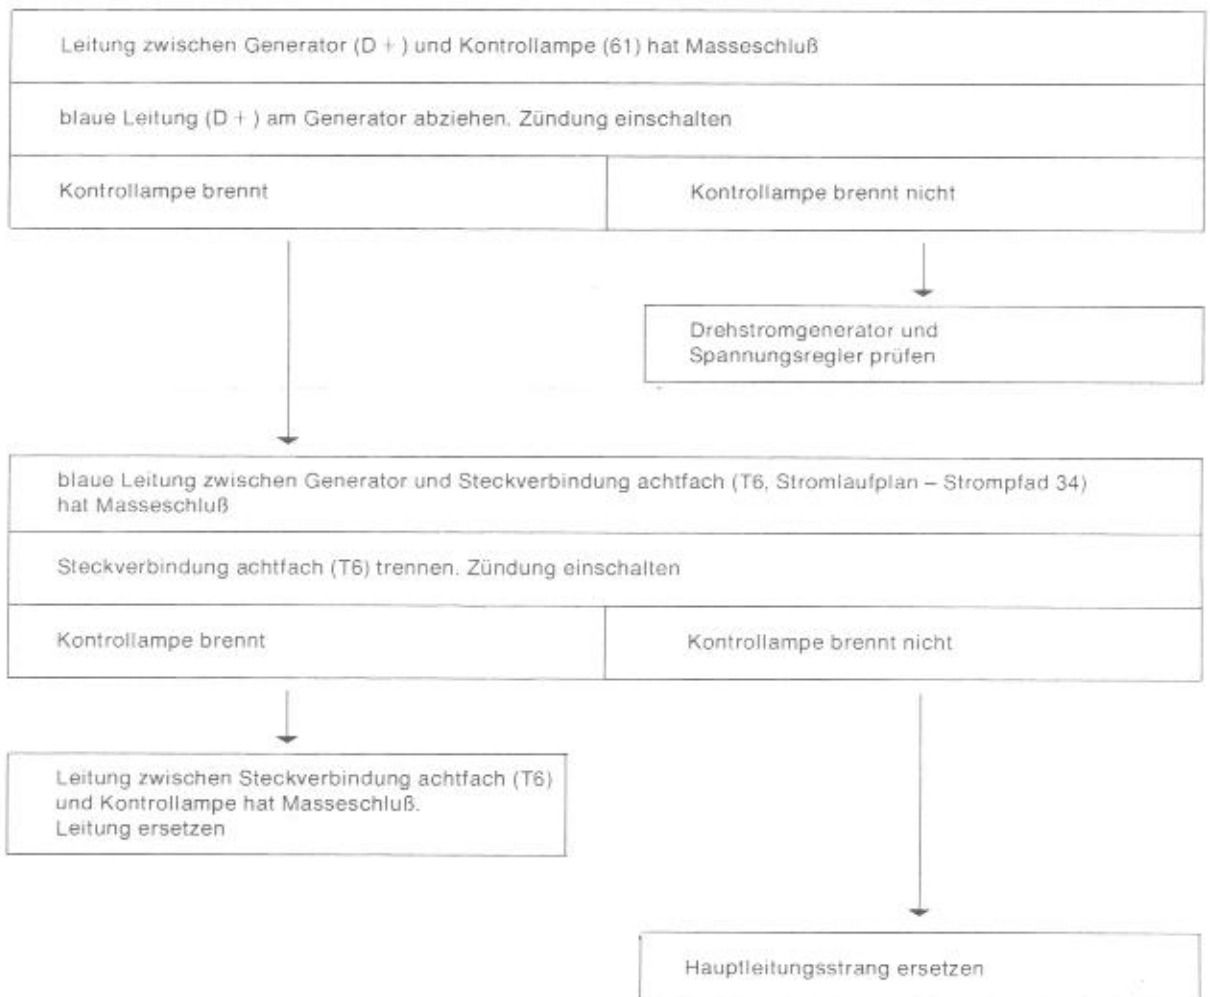 Leitung zwischen Generator (D + ) und Kontrollampe (61) hat Masseschluß
blaue Leitung (D + ) am Generator abziehen. Zündung einschalten
Kontrollampe brennt
Kontrollampe brennt nicht
Drehstromgenerator und
Spannungsregler prüfen
blaue Leitung zwischen Generator und Steckverbindung achtfach (T6, Stromlaufplan – Strompfad 34)
hat Masseschluß
Steckverbindung achtfach (T6) trennen. Zündung einschalten
Kontrollampe brennt
Kontrollampe brennt nicht
Leitung zwischen Steckverbindung achtfach (T6)
und Kontrollampe hat Masseschluß.
Leitung ersetzen
Hauptleitungsstrang ersetzen